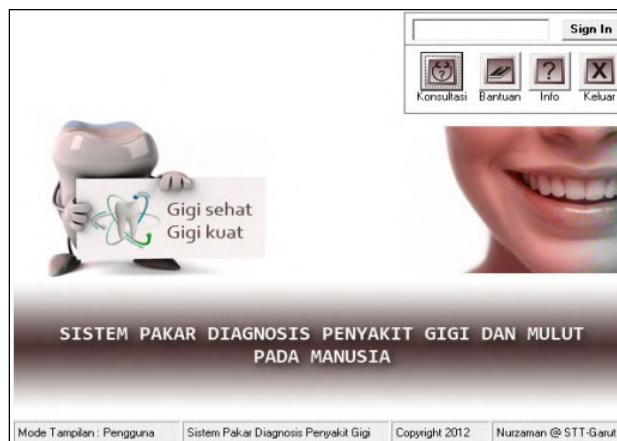 Sign In
Konsultasi Bantuan Info Keluar
Gigi sehat
Gigi kuat
SISTEM PAKAR DIAGNOSIS PENYAKIT GIGI DAN MULUT
PADA MANUSIA
Mode Tampilan : Pengguna Sistem Pakar Diagnosis Penyakit Gigi Copyright 2012 Nurzaman @ STT-Garut